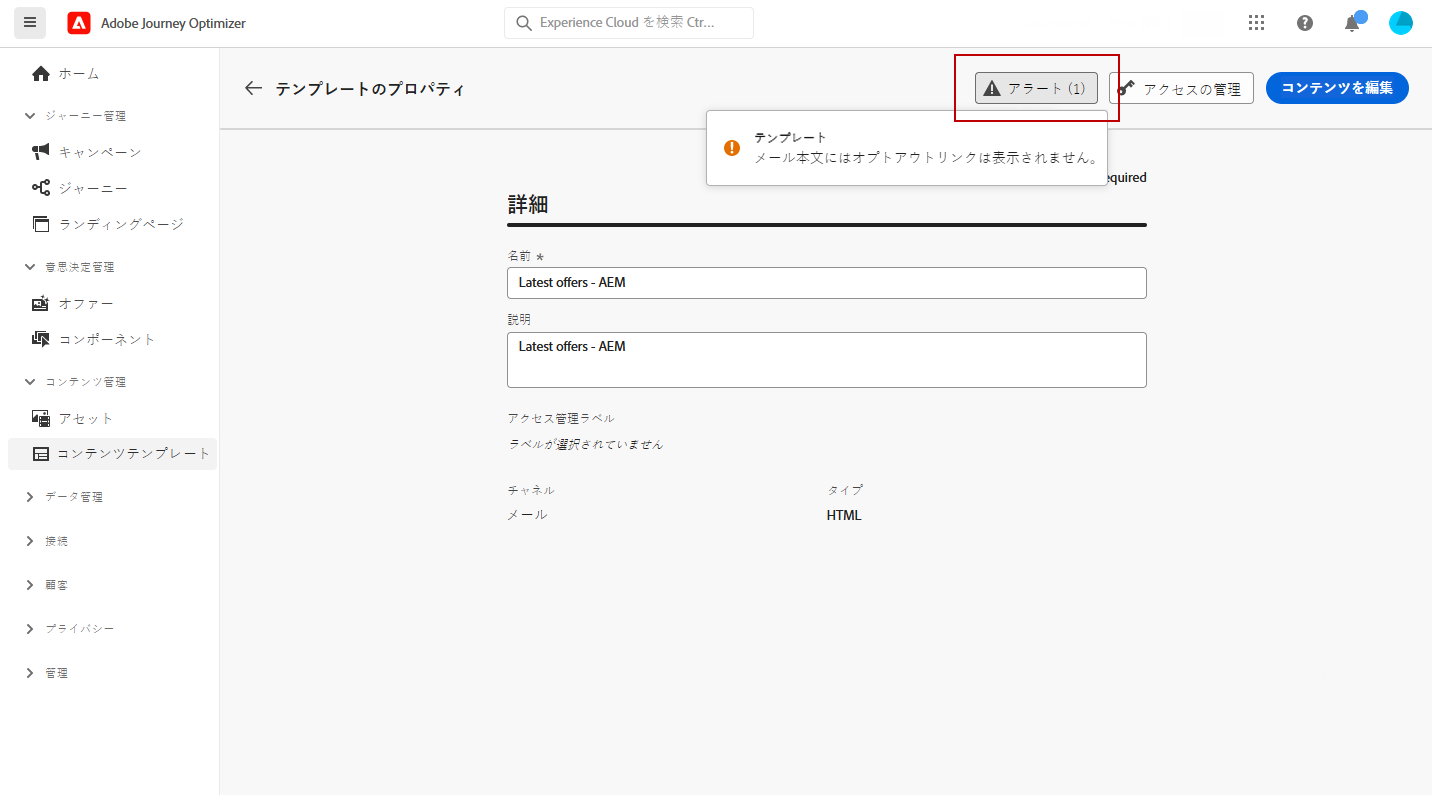 Adobe Journey Optimizer
Experience Cloud を検索 Ctr...
ホーム
ジャーニー管理
キャンペーン
ジャーニー
ランディングページ
意思決定管理
オファー
コンポーネント
コンテンツ管理
アセット
コンテンツテンプレート
データ管理
接続
顧客
プライバシー
管理
テンプレートのプロパティ
アラート (1)
アクセスの管理
コンテンツを編集
テンプレート
メール本文にはオプトアウトリンクは表示されません。
equired
詳細
名前 *
Latest offers - AEM
説明
Latest offers - AEM
アクセス管理ラベル
ラベルが選択されていません
チャネル
メール
タイプ
HTML